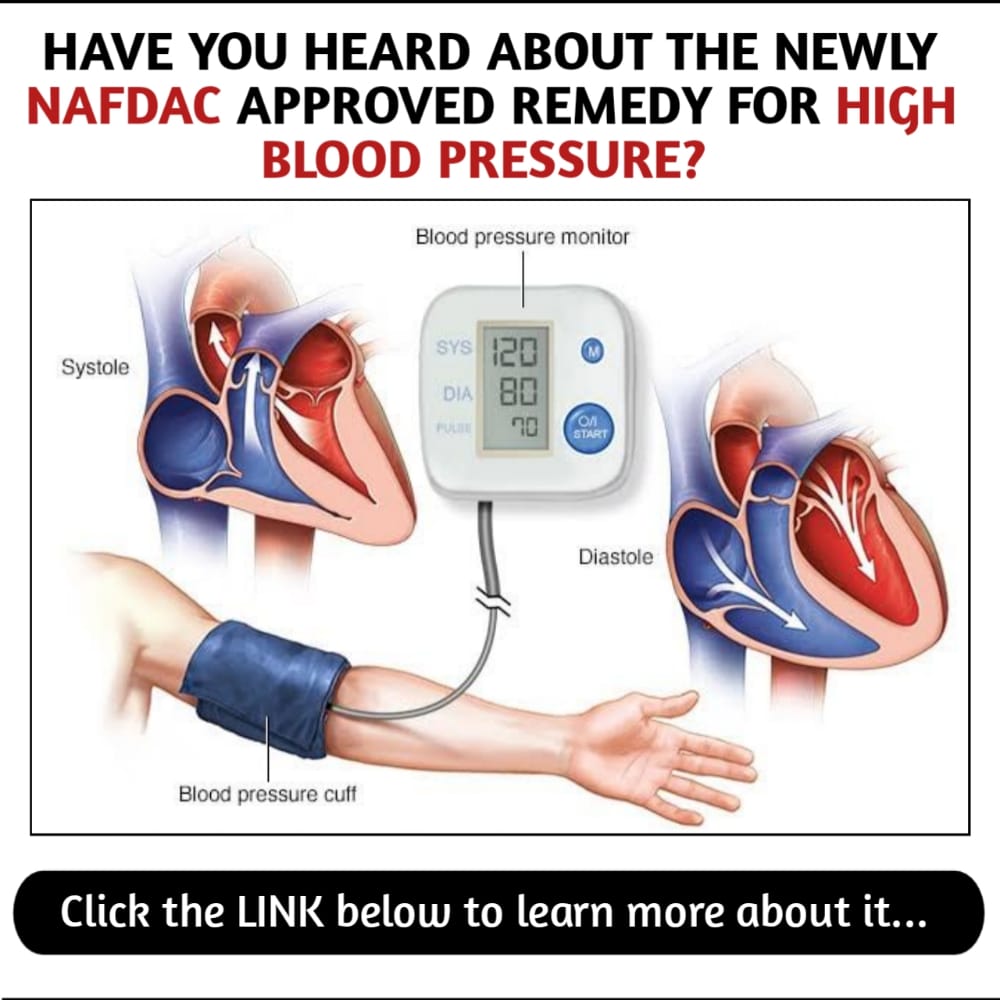 HAVE YOU HEARD ABOUT THE NEWLY
NAFDAC APPROVED REMEDY FOR HIGH
BLOOD PRESSURE?
Blood pressure monitor
Systole
SYS 120
M
DIA 80
PULSE 70
O/I
START
Diastole
Blood pressure cuff
Click the LINK below to learn more about it...